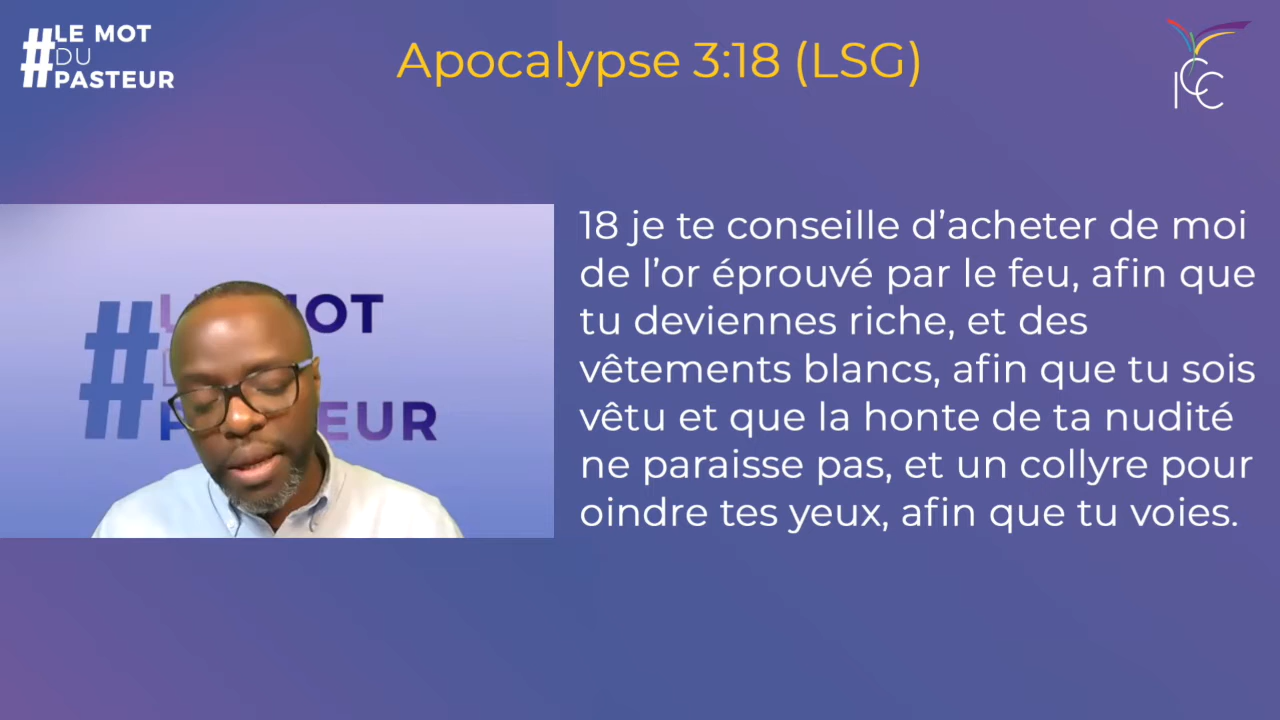 #LE MOT
DU
PASTEUR
Apocalypse 3:18 (LSG)
ICC
# MOT
P EUR
18 je te conseille d’acheter de moi
de l’or éprouvé par le feu, afin que
tu deviennes riche, et des
vêtements blancs, afin que tu sois
vêtu et que la honte de ta nudité
ne paraisse pas, et un collyre pour
oindre tes yeux, afin que tu voies.